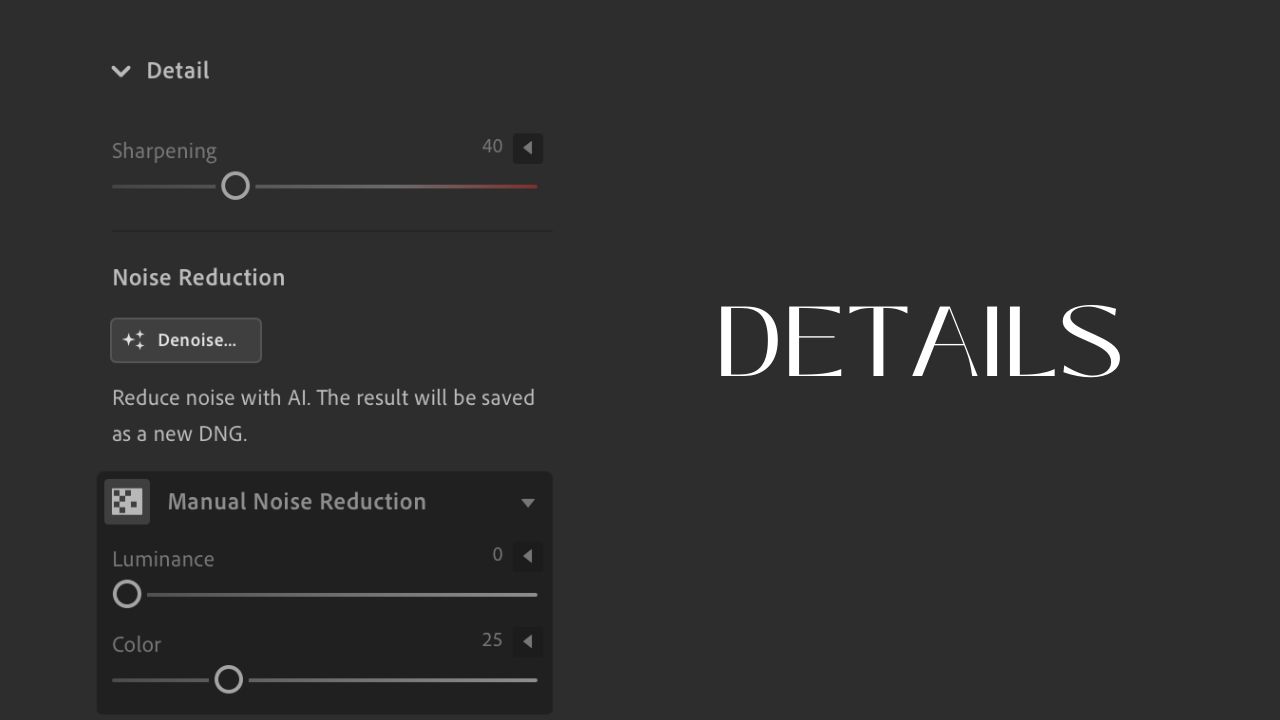 Detail
Sharpening 40
Noise Reduction
Denoise...
Reduce noise with AI. The result will be saved
as a new DNG.
Manual Noise Reduction
Luminance 0
Color 25
DETAILS